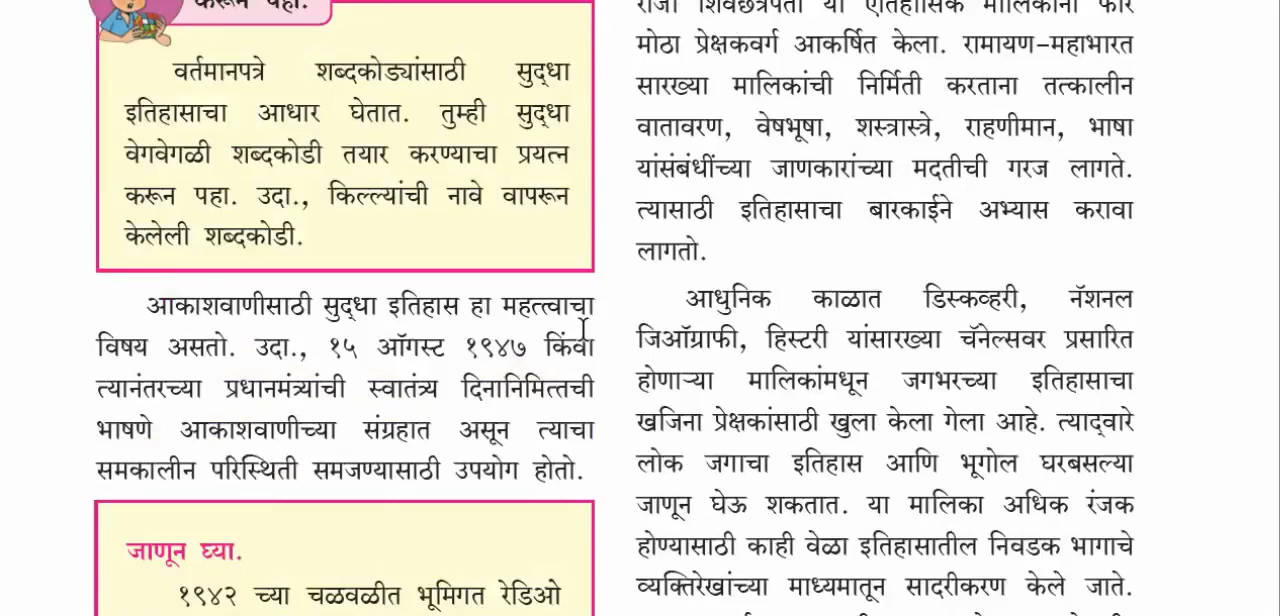 करून पहा.
वर्तमानपत्रे शब्दकोड्यांसाठी सुद्धा
इतिहासाचा आधार घेतात. तुम्ही सुद्धा
वेगवेगळी शब्दकोडी तयार करण्याचा प्रयत्न
करून पहा. उदा., किल्ल्यांची नावे वापरून
केलेली शब्दकोडी.
आकाशवाणीसाठी सुद्धा इतिहास हा महत्त्वाचा
विषय असतो. उदा., १५ ऑगस्ट १९४७ किंवा
त्यानंतरच्या प्रधानमंत्र्यांची स्वातंत्र्य दिनानिमित्तची
भाषणे आकाशवाणीच्या संग्रहात असून त्याचा
समकालीन परिस्थिती समजण्यासाठी उपयोग होतो.
जाणून घ्या.
१९४२ च्या चळवळीत भूमिगत रेडिओ
राजा शिवछत्रपती या ऐतिहासिक मालिकांनी फार
मोठा प्रेक्षकवर्ग आकर्षित केला. रामायण-महाभारत
सारख्या मालिकांची निर्मिती करताना तत्कालीन
वातावरण, वेषभूषा, शस्त्रास्त्रे, राहणीमान, भाषा
यांसंबंधींच्या जाणकारांच्या मदतीची गरज लागते.
त्यासाठी इतिहासाचा बारकाईने अभ्यास करावा
लागतो.
आधुनिक काळात डिस्कव्हरी, नॅशनल
जिऑग्राफी, हिस्टरी यांसारख्या चॅनेल्सवर प्रसारित
होणाऱ्या मालिकांमधून जगभरच्या इतिहासाचा
खजिना प्रेक्षकांसाठी खुला केला गेला आहे. त्याद्वारे
लोक जगाचा इतिहास आणि भूगोल घरबसल्या
जाणून घेऊ शकतात. या मालिका अधिक रंजक
होण्यासाठी काही वेळा इतिहासातील निवडक भागाचे
व्यक्तिरेखांच्या माध्यमातून सादरीकरण केले जाते.